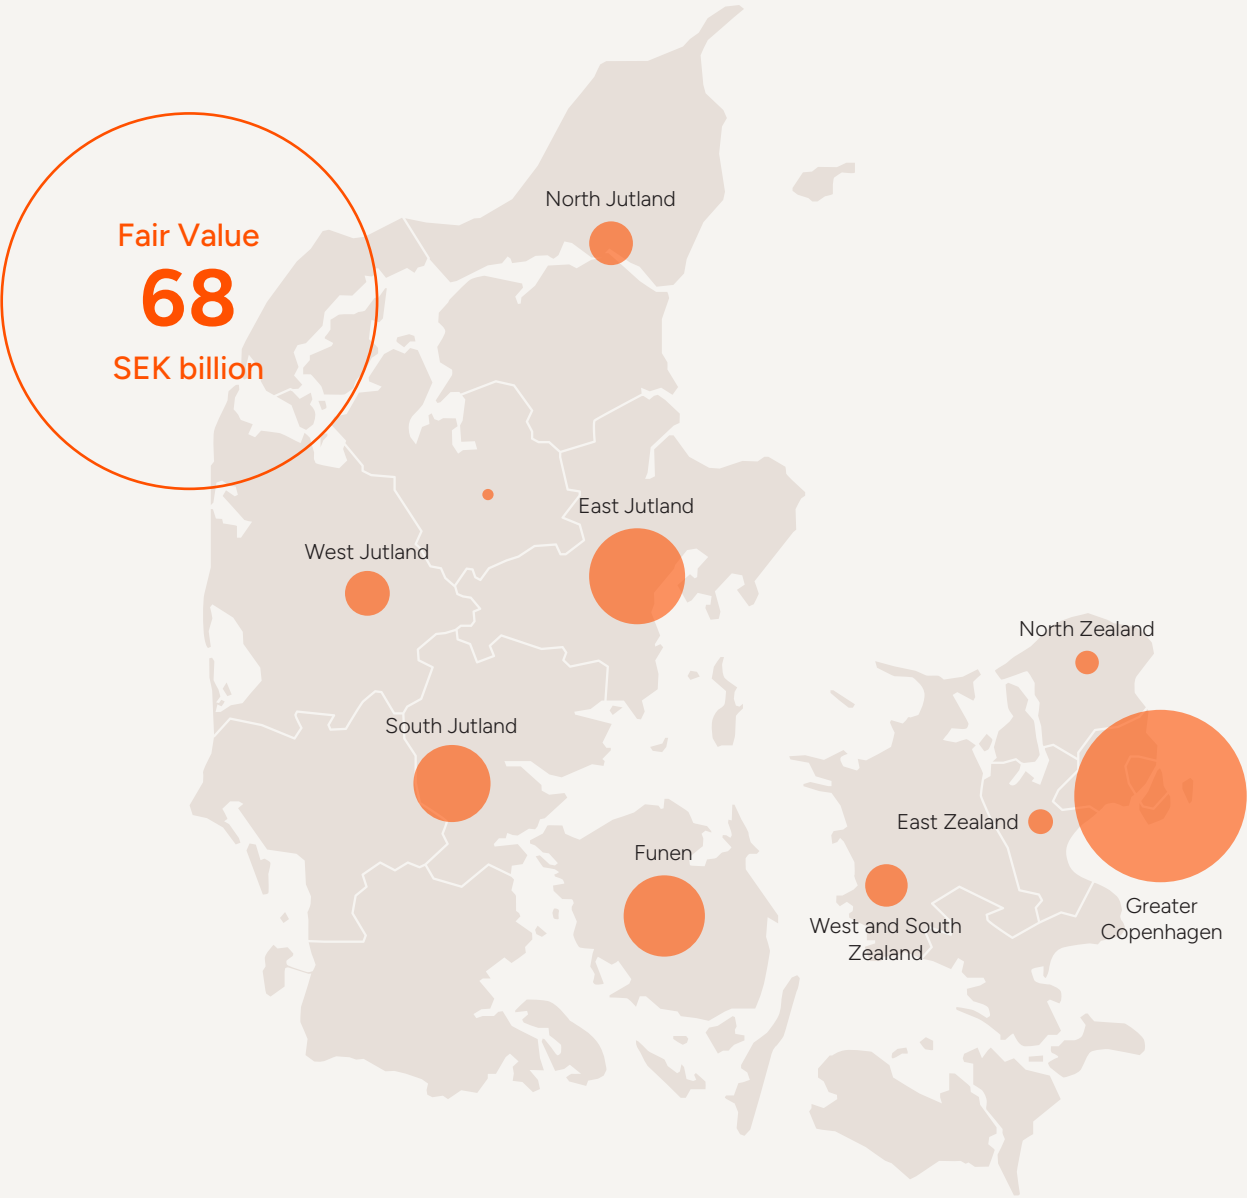 North Jutland
Fair Value
68
SEK billion
East Jutland
West Jutland
North Zealand
South Jutland
East Zealand
Funen
Greater
Copenhagen
West and South
Zealand